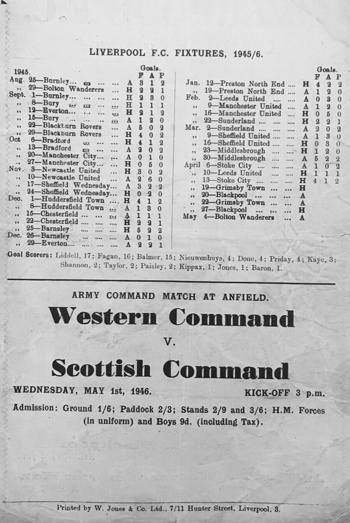 LIVERPOOL F.C. FIXTURES, 1945/6.
1945. Goals.
F A P
Aug. 25—Burnley ... A 3 1 2
„ 29—Bolton Wanderers ... H 2 2 1
Sept. 1—Burnley ... H 2 3 0
„ 8—Bury ... H 1 1 1
„ 12—Everton ... H 2 1 2
„ 15—Bury ... A 1 2 0
„ 22—Blackburn Rovers ... A 5 0 2
„ 29—Blackburn Rovers ... H 4 0 2
Oct 6—Bradford ... H 4 1 2
„ 13—Bradford ... A 2 0 2
„ 20—Manchester City ... A 0 1 0
„ 27—Manchester City ... H 0 5 0
Nov. 3—Newcastle United H 3 0 2
„ 10—Newcastle United A 2 6 0
„ 17—Sheffield Wednesday A 3 2 2
„ 24—Sheffield Wednesday H 0 2 0
Dec. 1—Huddersfield Town H 4 1 2
„ 8—Huddersfield Town A 1 3 0
„ 15—Chesterfield ... A 1 1 1
„ 22—Chesterfield ... H 2 1 2
„ 25—Barnsley ... H 5 2 2
Dec. 26—Barnsley ... A 0 1 0
„ 29—Everton ... A 2 2 1
Goals.
F A P
Jan. 12—Preston North End ... H 4 2 2
„ 19—Preston North End ... A 1 2 0
Feb. 2—Leeds United ... A 0 3 0
„ 9—Manchester United ... A 1 2 0
„ 16—Manchester United ... H 0 5 0
„ 22—Sunderland ... H 2 2 1
Mar. 2—Sunderland ... A 2 0 2
„ 9—Sheffield United ... A 1 3 0
„ 16—Sheffield United ... H 0 3 0
„ 23—Middlesbrough ... H 1 2 0
„ 30—Middlesbrough ... A 5 2 2
April 6—Stoke City ... A 1 0 2
„ 10—Leeds United ... H 1 1 1
„ 13—Stoke City ... H 4 1 2
„ 19—Grimsby Town ... H
„ 20—Blackpool ... A
„ 22—Grimsby Town ... A
„ 27—Blackpool ... H
May 4—Bolton Wanderers ... A
Goal Scorers: Liddell, 17; Fagan, 16; Balmer, 15; Nieuwenhuys, 4; Done, 4; Priday, 4; Kaye, 3;
Shannon, 2; Taylor, 2; Paisley, 2; Kippax, 1; Jones, 1; Baron, 1.
ARMY COMMAND MATCH AT ANFIELD.
Western Command
V.
Scottish Command
WEDNESDAY, MAY 1st, 1946. KICK-OFF 3 p.m.
Admission: Ground 1/6; Paddock 2/3; Stands 2/9 and 3/6; H.M. Forces
(in uniform) and Boys 9d. (including Tax).
Printed by W. Jones & Co. Ltd., 7/11 Hunter Street, Liverpool, 3.